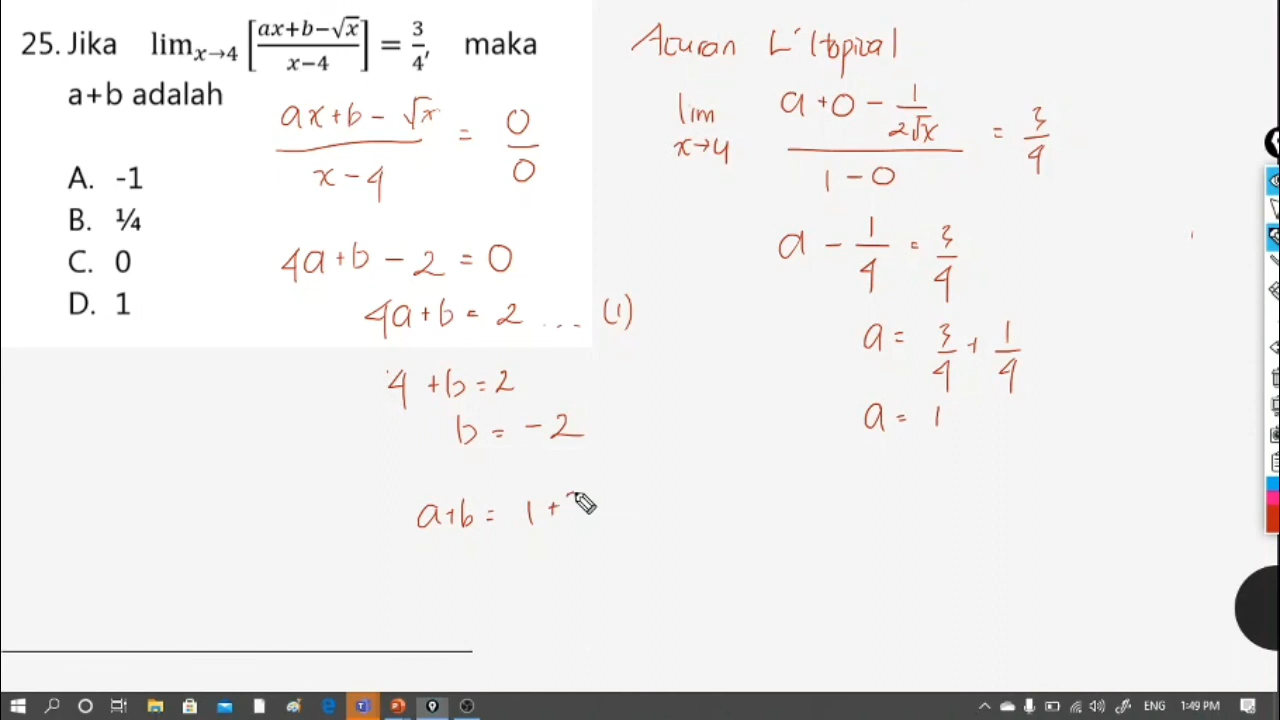 25. Jika lim x→4 [(ax+b−√x)/(x−4)] = 3/4, maka
a+b adalah
A. -1
B. ¼
C. 0
D. 1
(ax+b−√x)/(x−4) = 0/0
4a+b−2=0
4a+b=2 ... (1)
4+b=2
b=−2
a+b= 1+
Aturan L'Hopital
lim x→4 (a+0−1/(2√x))/(1−0) = 3/4
a−1/4=3/4
a=3/4+1/4
a=1
ENG 1:49 PM